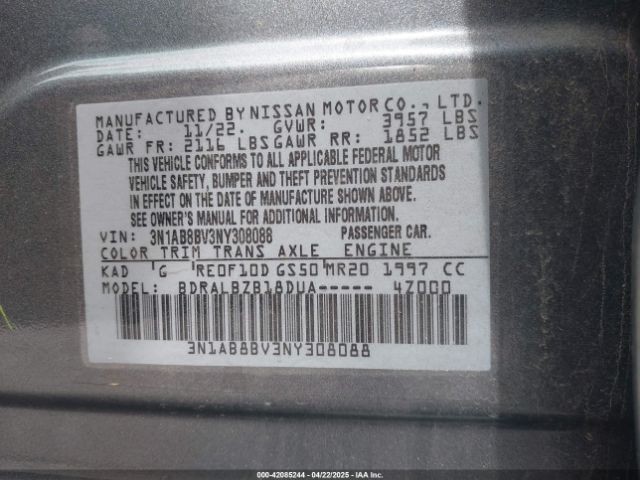 MANUFACTURED BY NISSAN MOTOR CO., LTD.
DATE: 11/22. GVWR: 3957 LBS
GAWR FR: 2116 LBS GAWR RR: 1852 LBS
THIS VEHICLE CONFORMS TO ALL APPLICABLE FEDERAL MOTOR
VEHICLE SAFETY, BUMPER AND THEFT PREVENTION STANDARDS
IN EFFECT ON THE DATE OF MANUFACTURE SHOWN ABOVE.
SEE OWNER'S MANUAL FOR ADDITIONAL INFORMATION.
VIN: 3N1AB8BV3NY308088 PASSENGER CAR.
COLOR TRIM TRANS AXLE ENGINE
KAD 'G 'RE0F10D GS50 'MR20 1997 CC
MODEL: BDRALBZB18DUA----- 4Z000
3N1AB8BV3NY308088
000-42085244 04/22/2025 IAA, Inc.